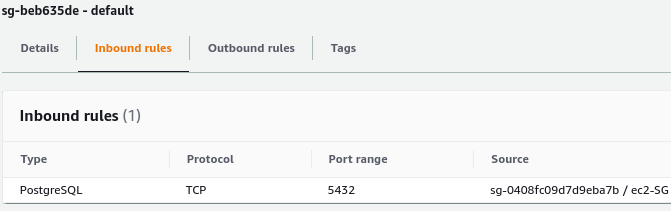 sg-beb635de - default
Details Inbound rules Outbound rules Tags
Inbound rules (1)
Type Protocol Port range Source
PostgreSQL TCP 5432 sg-0408fc09d7d9eba7b / ec2-SG